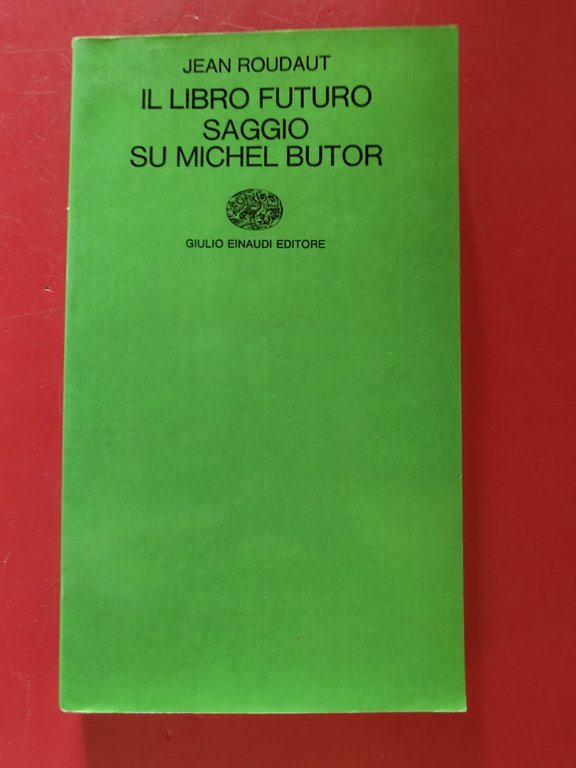 JEAN ROUDAUT
IL LIBRO FUTURO
SAGGIO
SU MICHEL BUTOR
GIULIO EINAUDI EDITORE